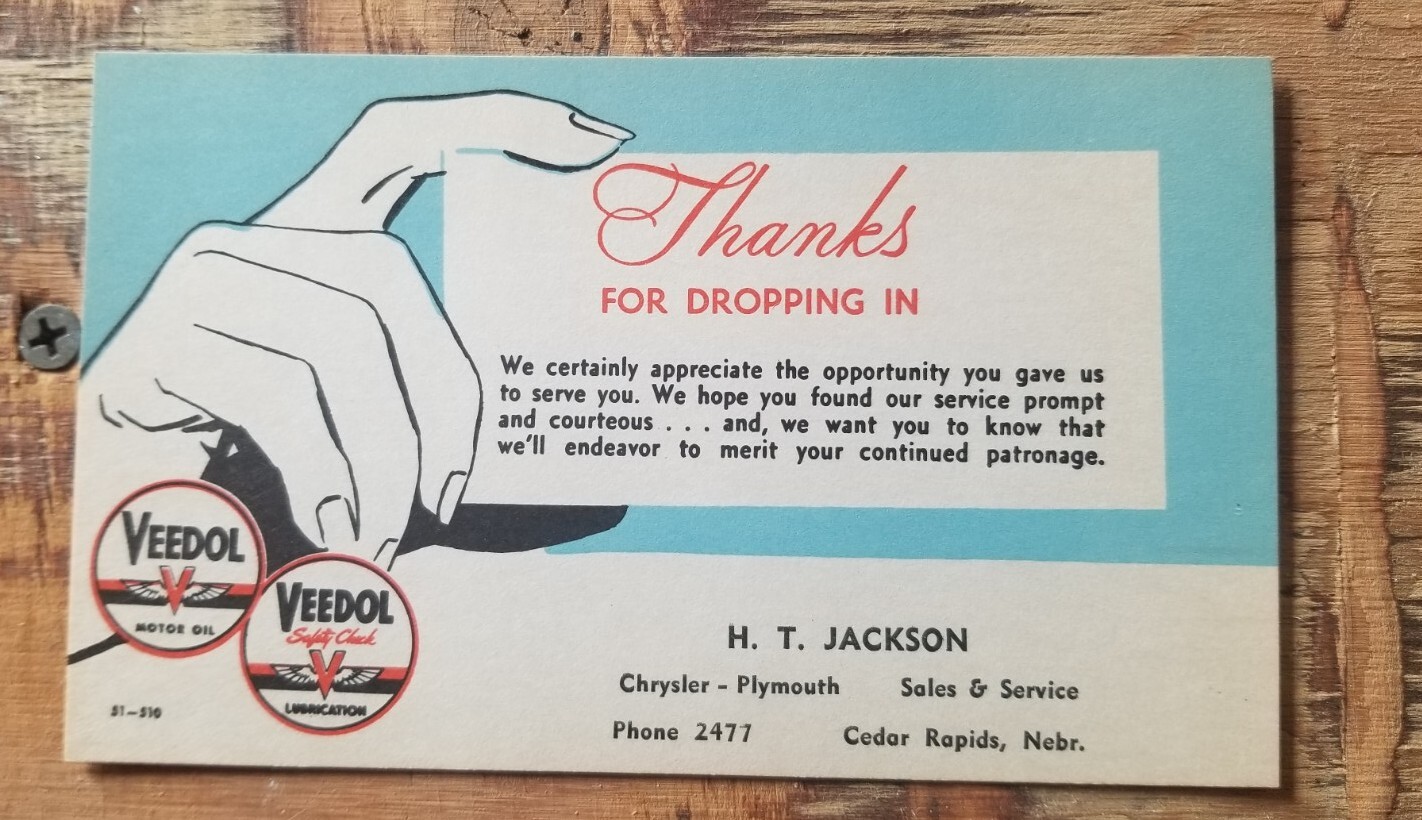 Thanks
FOR DROPPING IN
We certainly appreciate the opportunity you gave us
to serve you. We hope you found our service prompt
and courteous . . . and, we want you to know that
we'll endeavor to merit your continued patronage.
VEEDOL
V
MOTOR OIL
VEEDOL
Safety Check
V
LUBRICATION
51-510
H. T. JACKSON
Chrysler - Plymouth Sales & Service
Phone 2477 Cedar Rapids, Nebr.